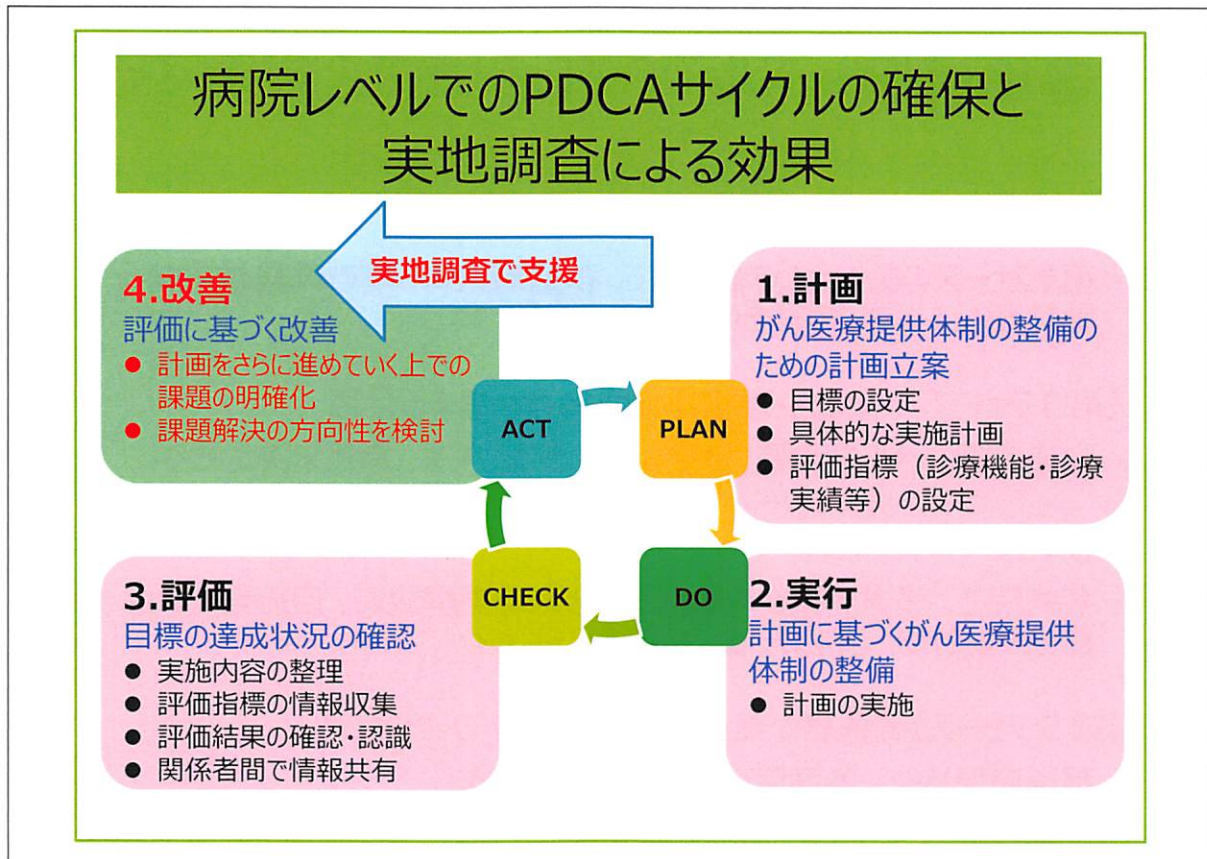 病院レベルでのPDCAサイクルの確保と
実地調査による効果
実地調査で支援
4.改善
評価に基づく改善
● 計画をさらに進めていく上での
課題の明確化
● 課題解決の方向性を検討
1.計画
がん医療提供体制の整備の
ための計画立案
● 目標の設定
● 具体的な実施計画
● 評価指標（診療機能・診療
実績等）の設定
ACT
PLAN
CHECK
DO
3.評価
目標の達成状況の確認
● 実施内容の整理
● 評価指標の情報収集
● 評価結果の確認・認識
● 関係者間で情報共有
2.実行
計画に基づくがん医療提供
体制の整備
● 計画の実施